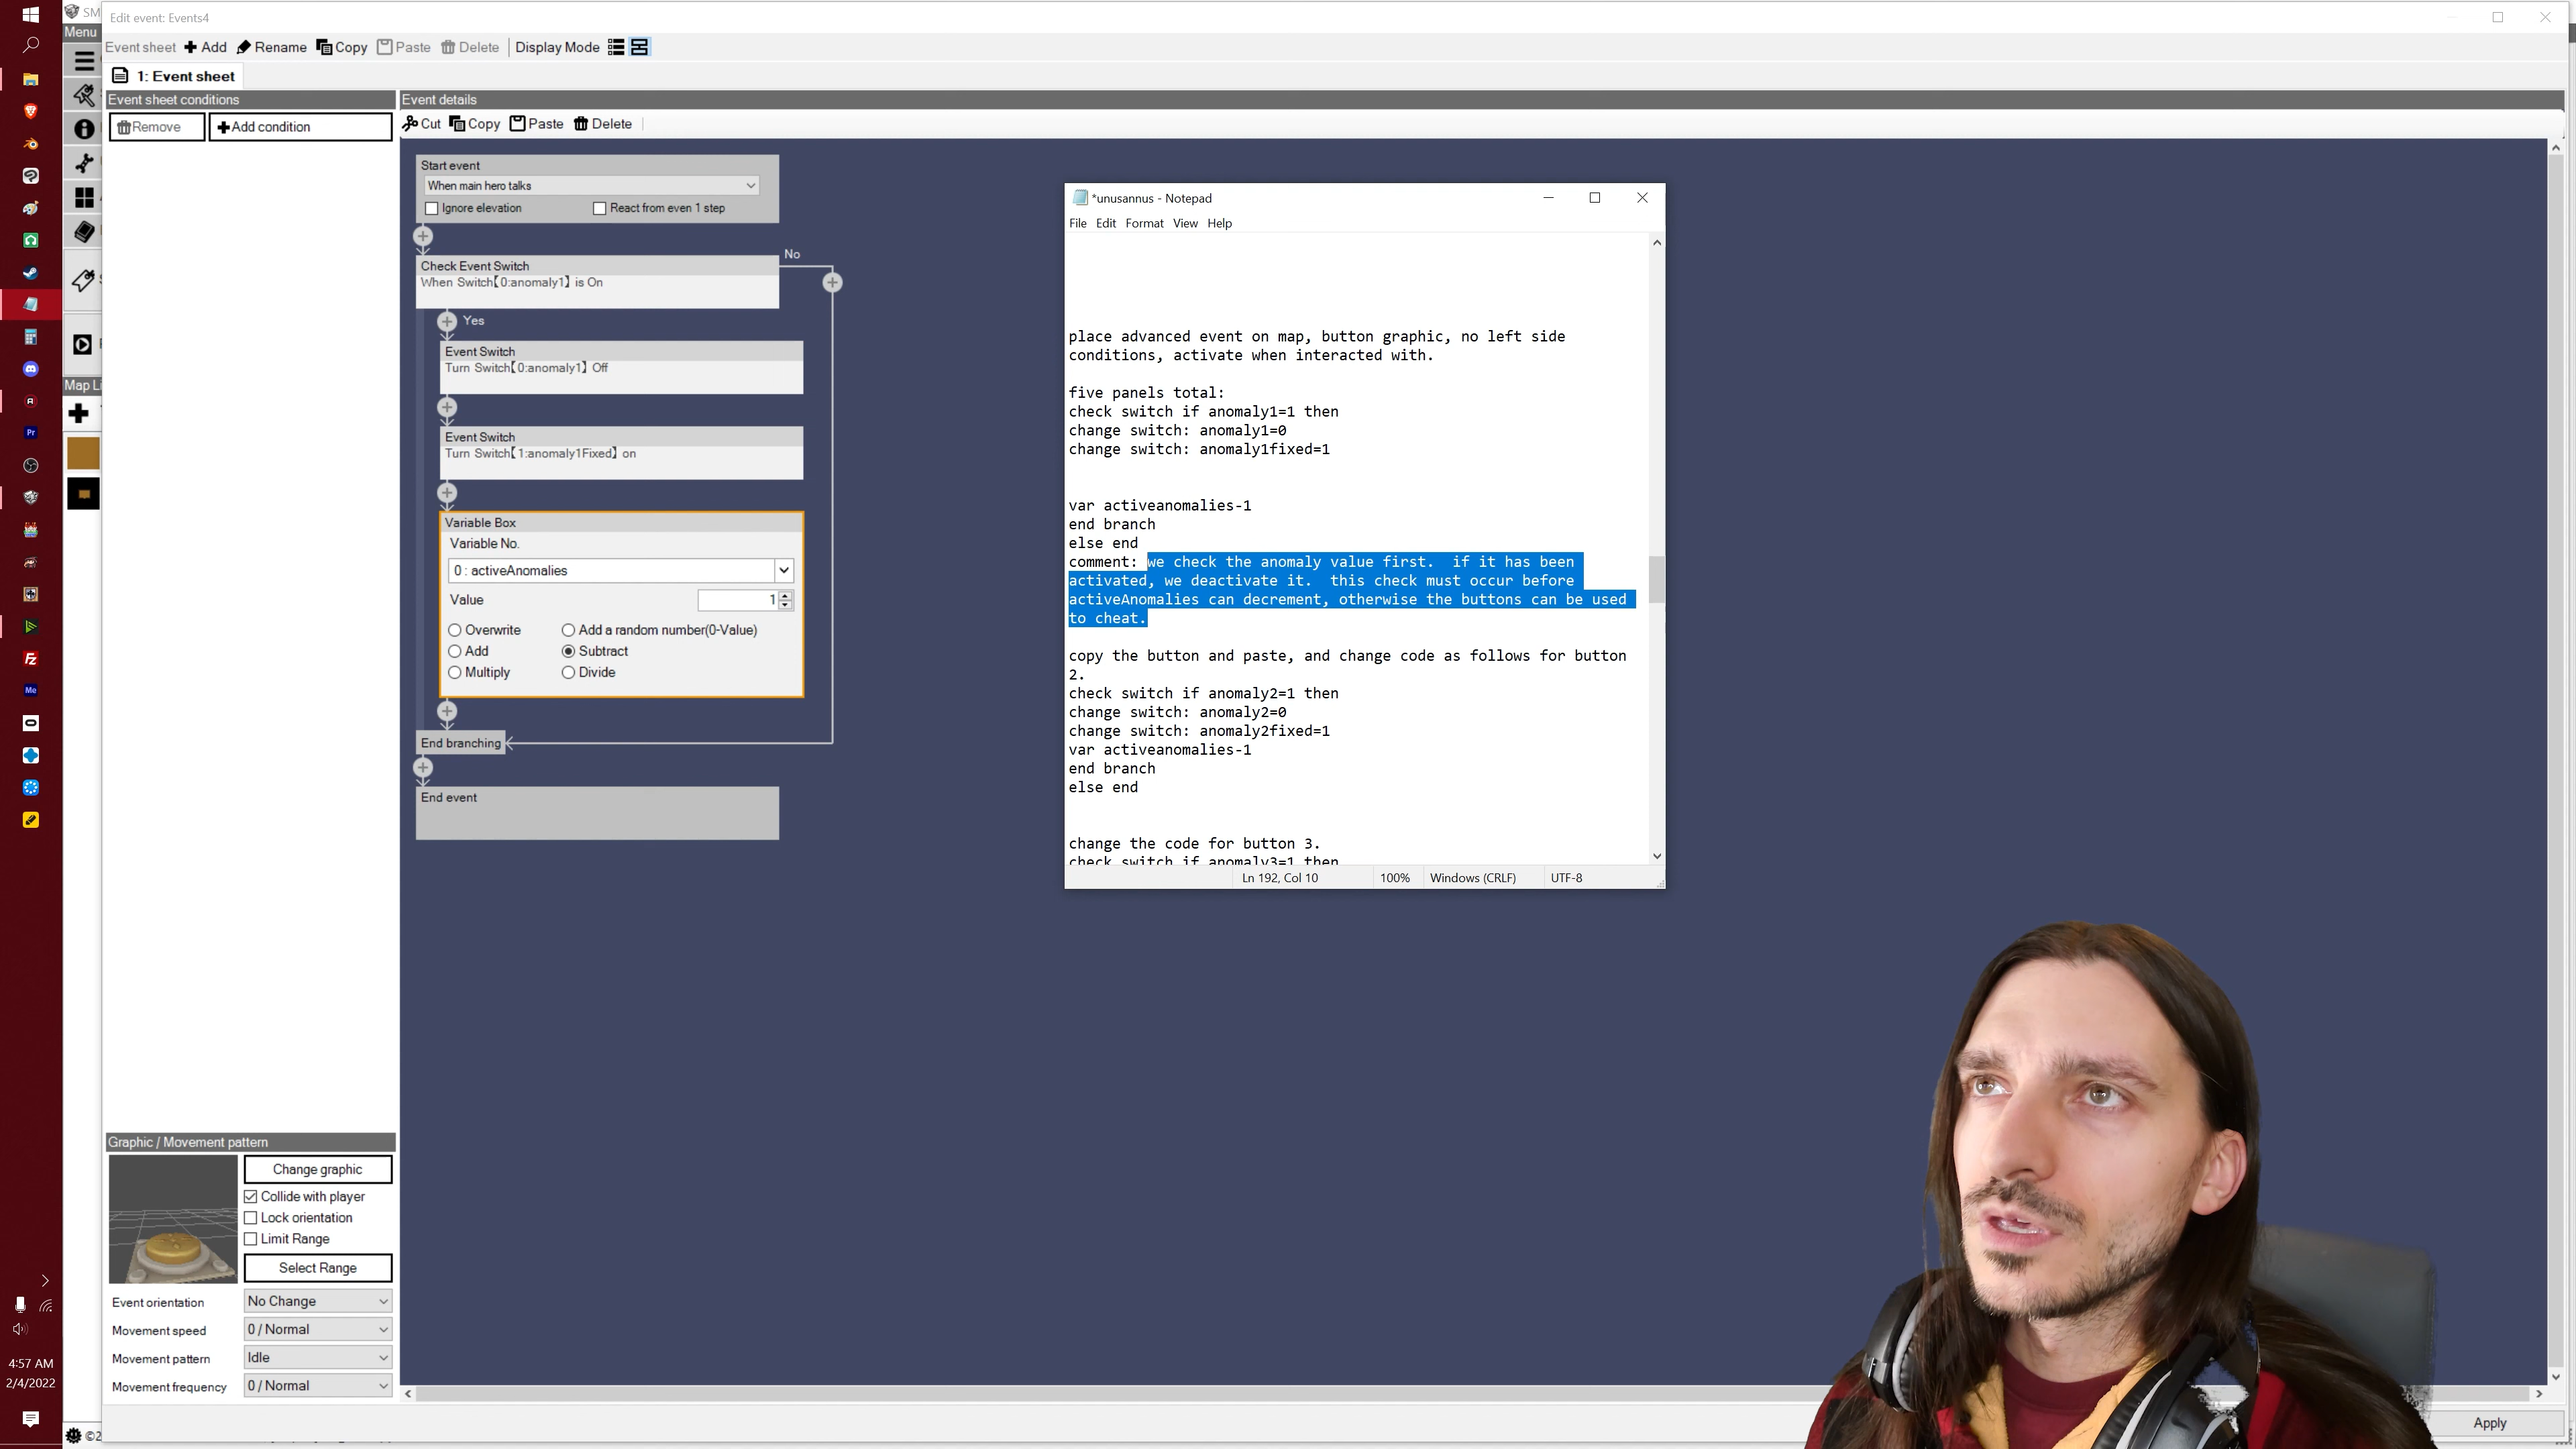 SM
Menu
Edit event: Events4
Event sheet Add Rename Copy Paste Delete Display Mode
1: Event sheet
Event sheet conditions
Remove Add condition
Event details
Cut Copy Paste Delete
Start event
When main hero talks
Ignore elevation React from even 1 step
No
Check Event Switch
When Switch【0:anomaly1】 is On
Yes
Event Switch
Turn Switch【0:anomaly1】 Off
Event Switch
Turn Switch【1:anomaly1Fixed】 on
Variable Box
Variable No.
0 : activeAnomalies
Value 1
Overwrite Add a random number(0-Value)
Add Subtract
Multiply Divide
End branching
End event
*unusannus - Notepad
File Edit Format View Help
place advanced event on map, button graphic, no left side
conditions, activate when interacted with.
five panels total:
check switch if anomaly1=1 then
change switch: anomaly1=0
change switch: anomaly1fixed=1
var activeanomalies-1
end branch
else end
comment: we check the anomaly value first.  if it has been
activated, we deactivate it.  this check must occur before
activeAnomalies can decrement, otherwise the buttons can be used
to cheat.
copy the button and paste, and change code as follows for button
2.
check switch if anomaly2=1 then
change switch: anomaly2=0
change switch: anomaly2fixed=1
var activeanomalies-1
end branch
else end
change the code for button 3.
check switch if anomaly3=1 then
Ln 192, Col 10 100% Windows (CRLF) UTF-8
Map Li
Pr
Fz
Me
Graphic / Movement pattern
Change graphic
Collide with player
Lock orientation
Limit Range
Select Range
Event orientation No Change
Movement speed 0 / Normal
Movement pattern Idle
Movement frequency 0 / Normal
4:57 AM
2/4/2022
©2
Apply